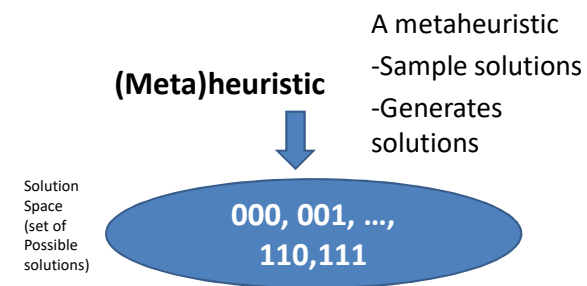 A metaheuristic
-Sample solutions
-Generates
solutions
(Meta)heuristic
Solution
Space
(set of
Possible
solutions)
000, 001, …,
110,111